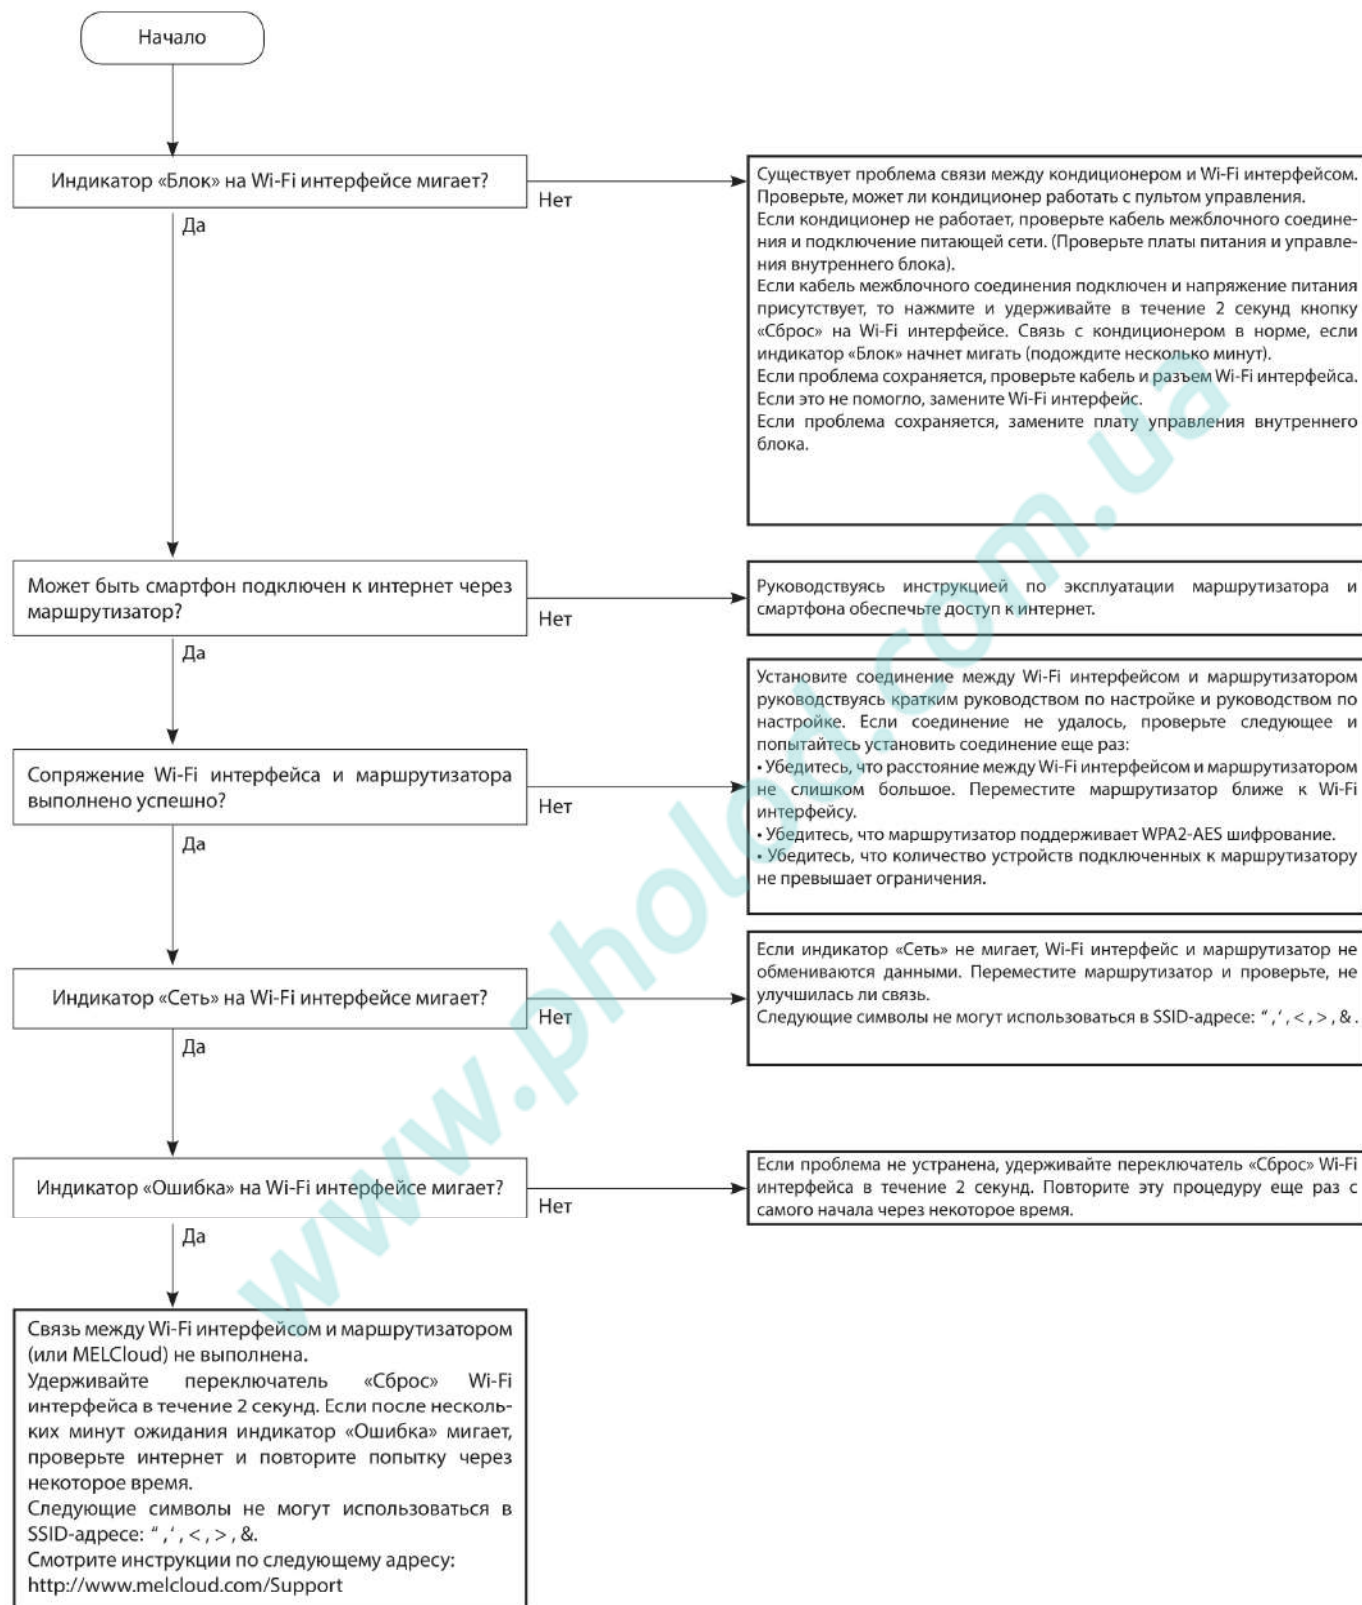 Начало
Индикатор «Блок» на Wi-Fi интерфейсе мигает?
Нет
Да
Существует проблема связи между кондиционером и Wi-Fi интерфейсом.
Проверьте, может ли кондиционер работать с пультом управления.
Если кондиционер не работает, проверьте кабель межблочного соедине-
ния и подключение питающей сети. (Проверьте платы питания и управле-
ния внутреннего блока).
Если кабель межблочного соединения подключен и напряжение питания
присутствует, то нажмите и удерживайте в течение 2 секунд кнопку
«Сброс» на Wi-Fi интерфейсе. Связь с кондиционером в норме, если
индикатор «Блок» начнет мигать (подождите несколько минут).
Если проблема сохраняется, проверьте кабель и разъем Wi-Fi интерфейса.
Если это не помогло, замените Wi-Fi интерфейс.
Если проблема сохраняется, замените плату управления внутреннего
блока.
Может быть смартфон подключен к интернет через
маршрутизатор?
Нет
Да
Руководствуясь инструкцией по эксплуатации маршрутизатора и
смартфона обеспечьте доступ к интернет.
Сопряжение Wi-Fi интерфейса и маршрутизатора
выполнено успешно?
Нет
Да
Установите соединение между Wi-Fi интерфейсом и маршрутизатором
руководствуясь кратким руководством по настройке и руководством по
настройке. Если соединение не удалось, проверьте следующее и
попытайтесь установить соединение еще раз:
• Убедитесь, что расстояние между Wi-Fi интерфейсом и маршрутизатором
не слишком большое. Переместите маршрутизатор ближе к Wi-Fi
интерфейсу.
• Убедитесь, что маршрутизатор поддерживает WPA2-AES шифрование.
• Убедитесь, что количество устройств подключенных к маршрутизатору
не превышает ограничения.
Индикатор «Сеть» на Wi-Fi интерфейсе мигает?
Нет
Да
Если индикатор «Сеть» не мигает, Wi-Fi интерфейс и маршрутизатор не
обмениваются данными. Переместите маршрутизатор и проверьте, не
улучшилась ли связь.
Следующие символы не могут использоваться в SSID-адресе: “ , ‘ , < , > , & .
Индикатор «Ошибка» на Wi-Fi интерфейсе мигает?
Нет
Да
Если проблема не устранена, удерживайте переключатель «Сброс» Wi-Fi
интерфейса в течение 2 секунд. Повторите эту процедуру еще раз с
самого начала через некоторое время.
Связь между Wi-Fi интерфейсом и маршрутизатором
(или MELCloud) не выполнена.
Удерживайте переключатель «Сброс» Wi-Fi
интерфейса в течение 2 секунд. Если после несколь-
ких минут ожидания индикатор «Ошибка» мигает,
проверьте интернет и повторите попытку через
некоторое время.
Следующие символы не могут использоваться в
SSID-адресе: “ , ‘ , < , > , &.
Смотрите инструкции по следующему адресу:
http://www.melcloud.com/Support
www.pholod.com.ua